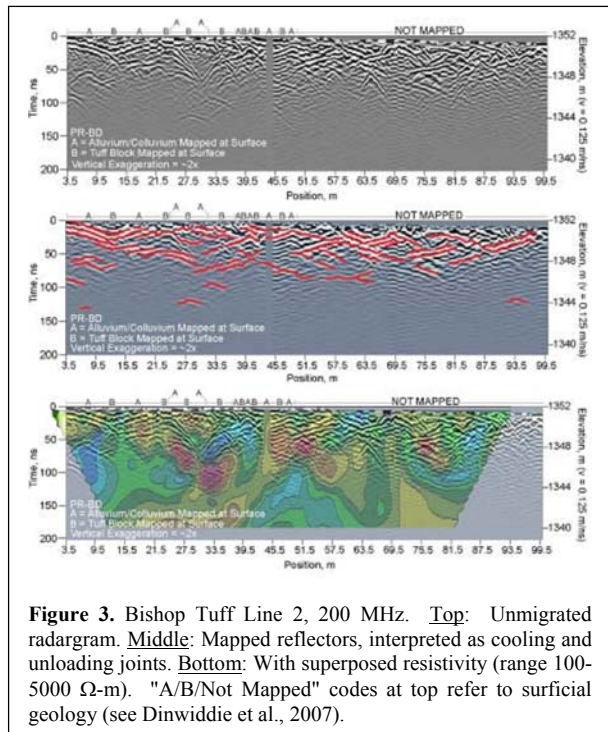 A A
A B A B B B ABAB A B A NOT MAPPED
0
50
100
150
200
Time, ns
PR-BD
A = Alluvium/Colluvium Mapped at Surface
B = Tuff Block Mapped at Surface
Vertical Exaggeration = ~2x
1352
1348
1344
1340
Elevation, m (v = 0.125 m/ns)
3.5 9.5 15.5 21.5 27.5 33.5 39.5 45.5 51.5 57.5 63.5 69.5 75.5 81.5 87.5 93.5 99.5
Position, m
A A
A B A B B B ABAB A B A NOT MAPPED
0
50
100
150
200
Time, ns
PR-BD
A = Alluvium/Colluvium Mapped at Surface
B = Tuff Block Mapped at Surface
Vertical Exaggeration = ~2x
1352
1348
1344
1340
Elevation, m (v = 0.125 m/ns)
3.5 9.5 15.5 21.5 27.5 33.5 39.5 45.5 51.5 57.5 63.5 69.5 75.5 81.5 87.5 93.5 99.5
Position, m
A A
A B A B B B ABAB A B A NOT MAPPED
0
50
100
150
200
Time, ns
PR-BD
A = Alluvium/Colluvium Mapped at Surface
B = Tuff Block Mapped at Surface
Vertical Exaggeration = ~2x
1352
1348
1344
1340
Elevation, m (v = 0.125 m/ns)
3.5 9.5 15.5 21.5 27.5 33.5 39.5 45.5 51.5 57.5 63.5 69.5 75.5 81.5 87.5 93.5 99.5
Position, m
Figure 3. Bishop Tuff Line 2, 200 MHz. Top: Unmigrated
radargram. Middle: Mapped reflectors, interpreted as cooling and
unloading joints. Bottom: With superposed resistivity (range 100-
5000 Ω-m). "A/B/Not Mapped" codes at top refer to surficial
geology (see Dinwiddie et al., 2007).